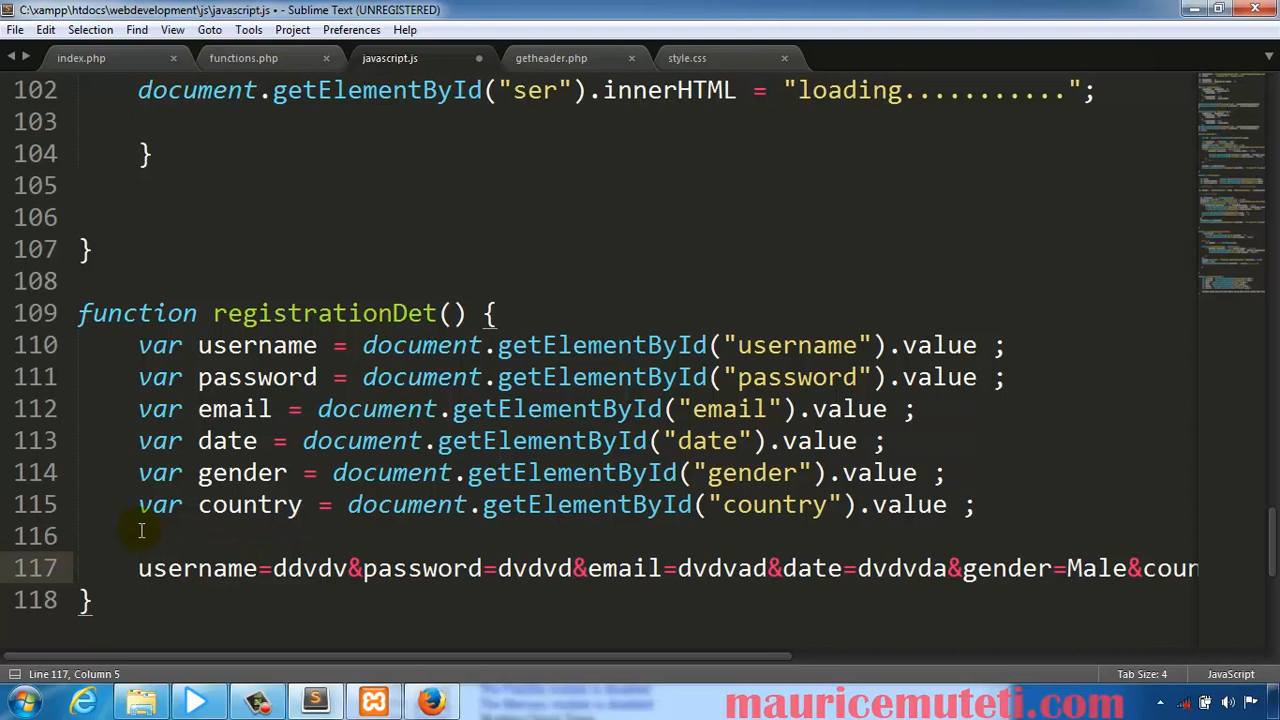 C:\xampp\htdocs\webdevelopment\js\javascript.js • - Sublime Text (UNREGISTERED)
File Edit Selection Find View Goto Tools Project Preferences Help
index.php × functions.php × javascript.js getheader.php × style.css ×
102 document.getElementById("ser").innerHTML = "loading...........";
103
104 }
105
106
107 }
108
109 function registrationDet() {
110 var username = document.getElementById("username").value ;
111 var password = document.getElementById("password").value ;
112 var email = document.getElementById("email").value ;
113 var date = document.getElementById("date").value ;
114 var gender = document.getElementById("gender").value ;
115 var country = document.getElementById("country").value ;
116
117 username=ddvdv&password=dvdvd&email=dvdvad&date=dvdvda&gender=Male&coun
118 }
Line 117, Column 5 Tab Size: 4 JavaScript
mauricemuteti.com